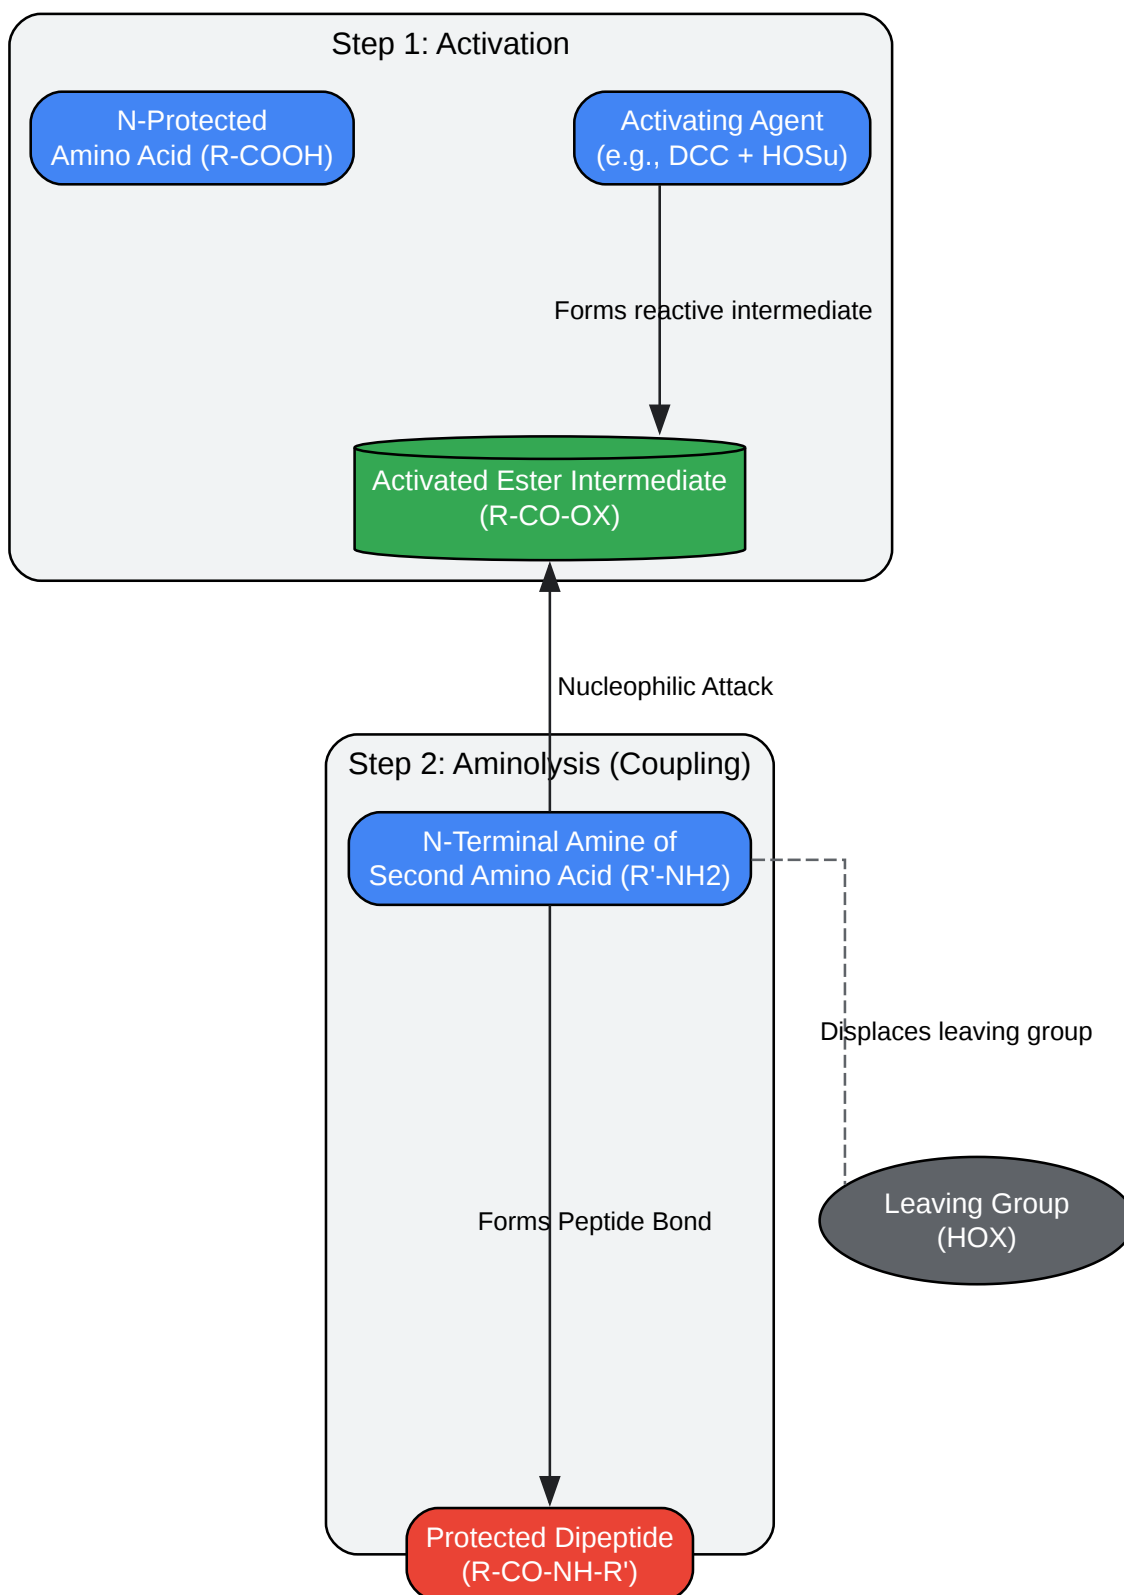 Step 1: Activation
N-Protected
Amino Acid (R-COOH)
Activating Agent
(e.g., DCC + HOSu)
Forms reactive intermediate
Activated Ester Intermediate
(R-CO-OX)
Nucleophilic Attack
Step 2: Aminolysis (Coupling)
N-Terminal Amine of
Second Amino Acid (R'-NH2)
Displaces leaving group
Leaving Group
(HOX)
Forms Peptide Bond
Protected Dipeptide
(R-CO-NH-R')